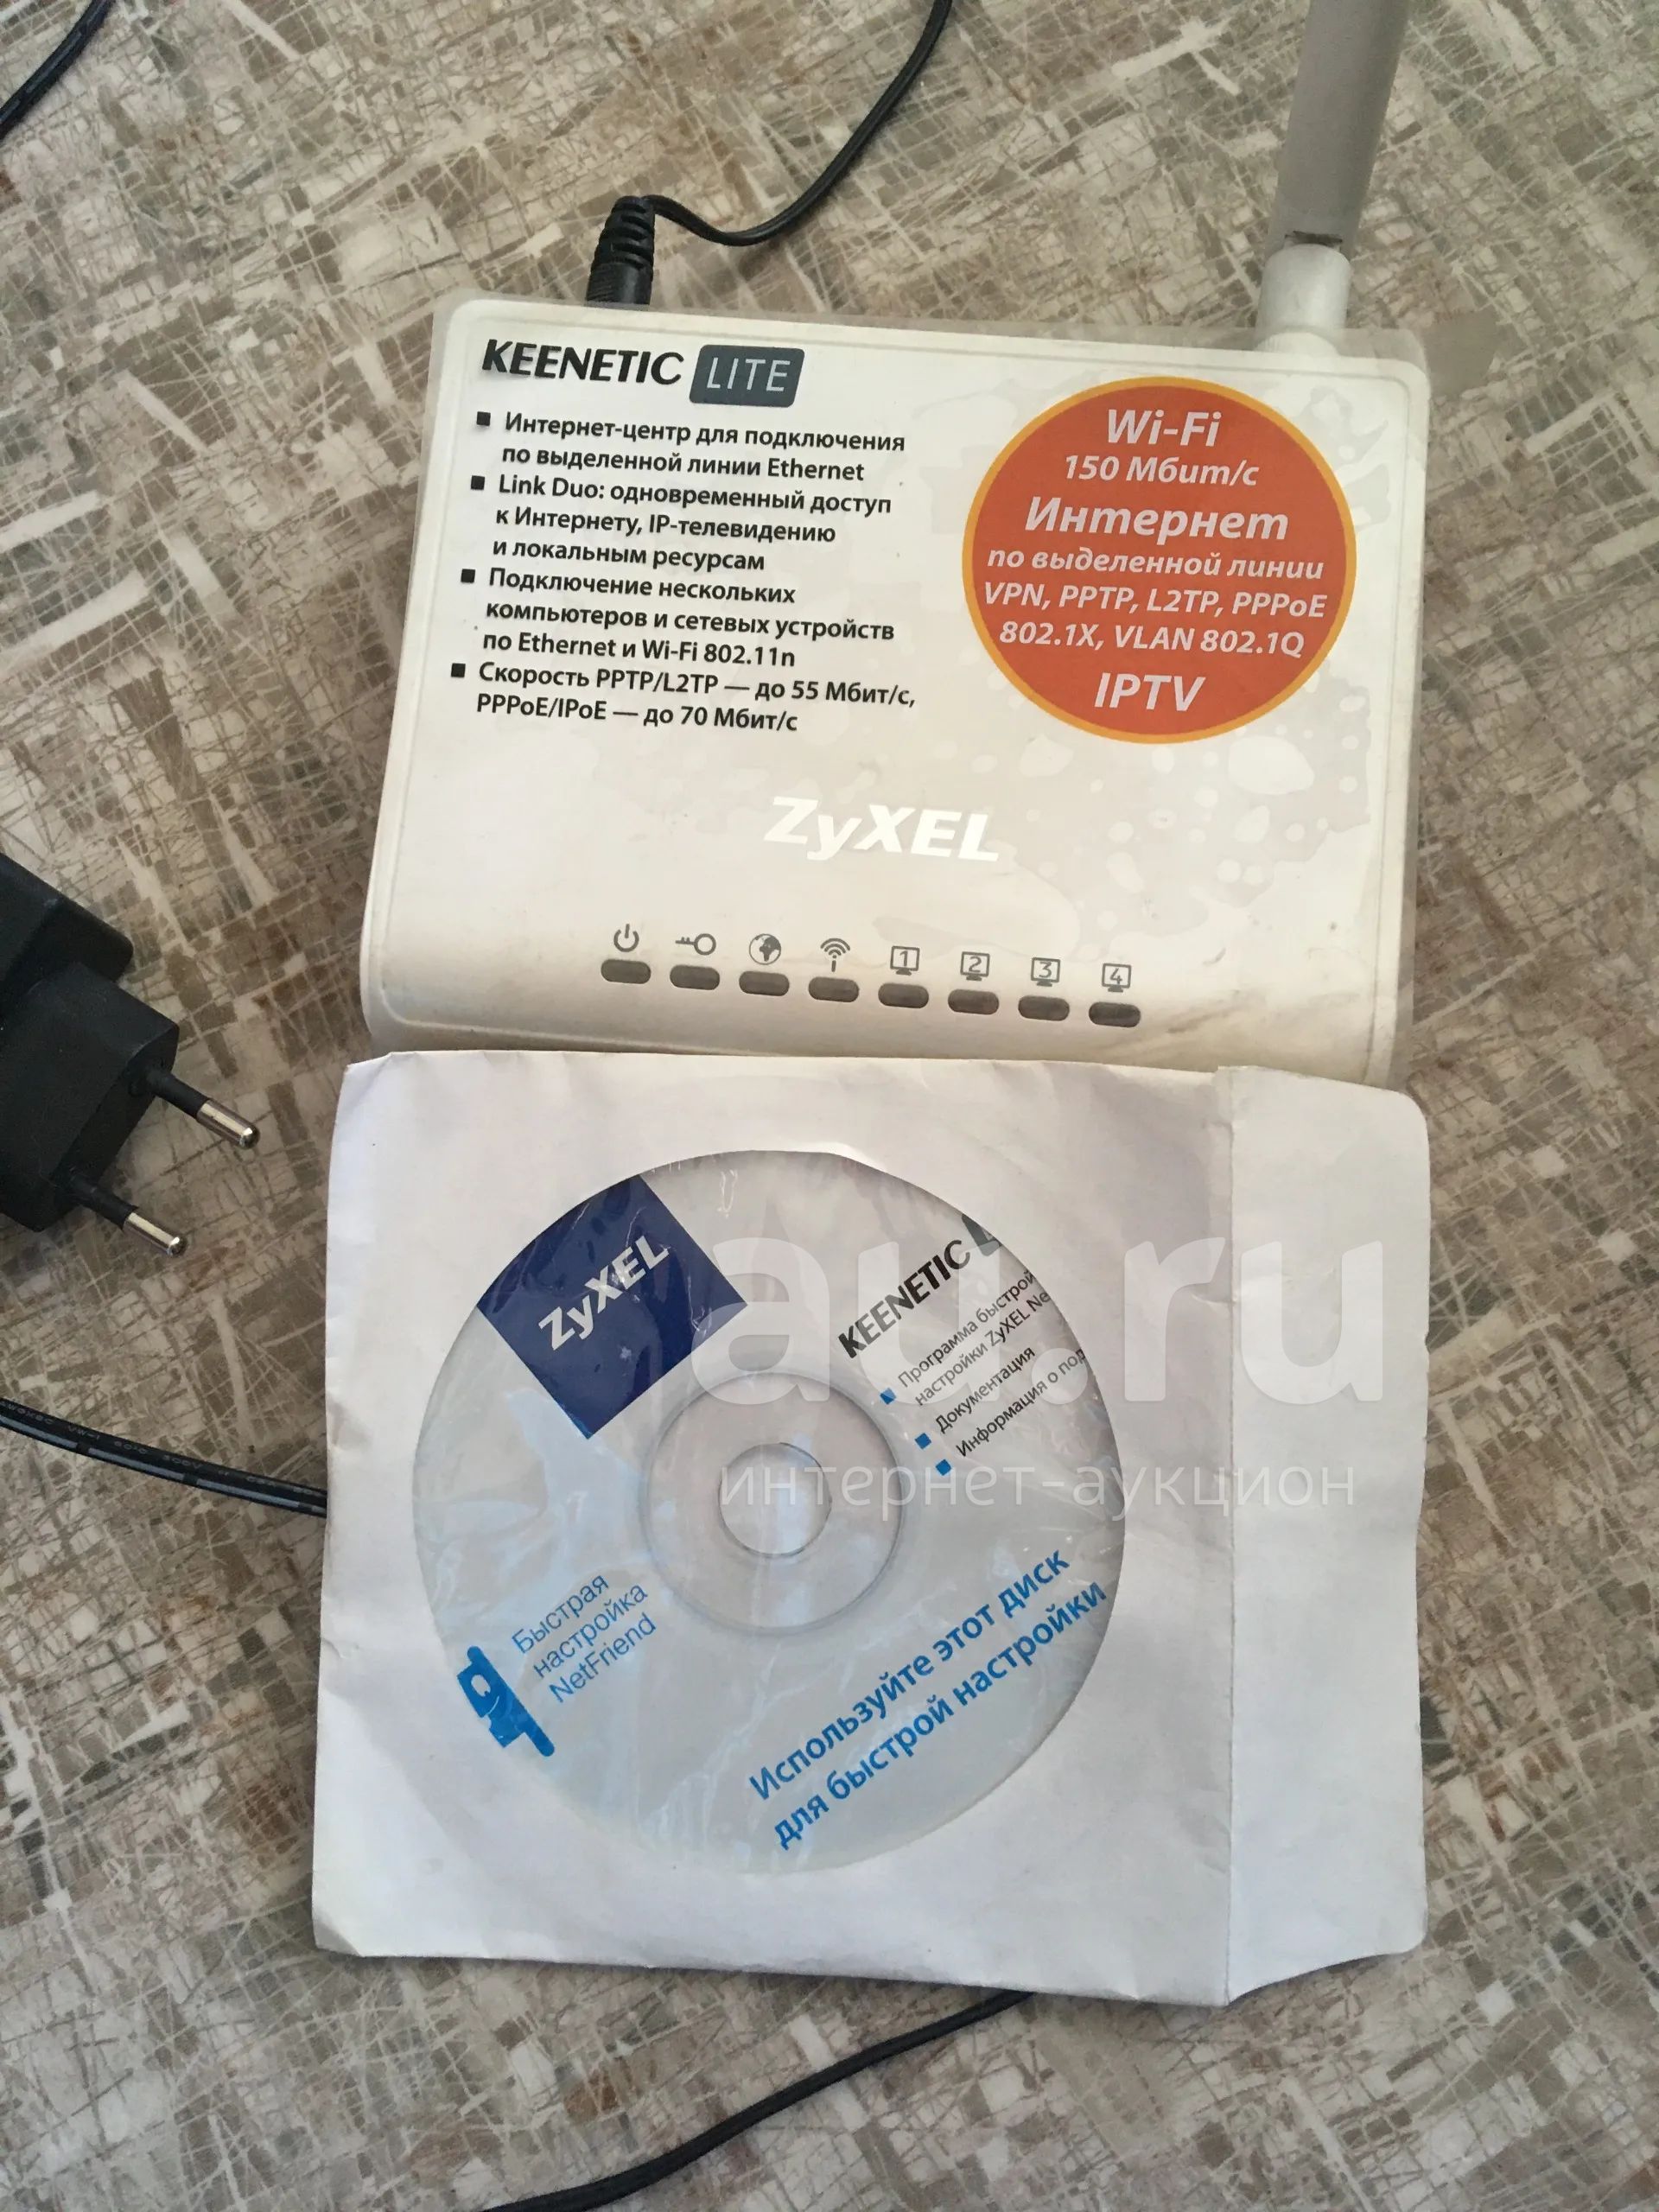 KEENETIC LITE
■ Интернет-центр для подключения
по выделенной линии Ethernet
■ Link Duo: одновременный доступ
к Интернету, IP-телевидению
и локальным ресурсам
■ Подключение нескольких
компьютеров и сетевых устройств
по Ethernet и Wi-Fi 802.11n
■ Скорость PPTP/L2TP — до 55 Мбит/с,
PPPoE/IPoE — до 70 Мбит/с
Wi-Fi
150 Мбит/с
Интернет
по выделенной линии
VPN, PPTP, L2TP, PPPoE
802.1X, VLAN 802.1Q
IPTV
ZyXEL
1 2 3 4
ZyXEL
KEENETIC
Программа быстрой
настройки ZyXEL Ne
Документация
Информация о под
au.ru
интернет-аукцион
Быстрая
настройка
NetFriend
Используйте этот диск
для быстрой настройки